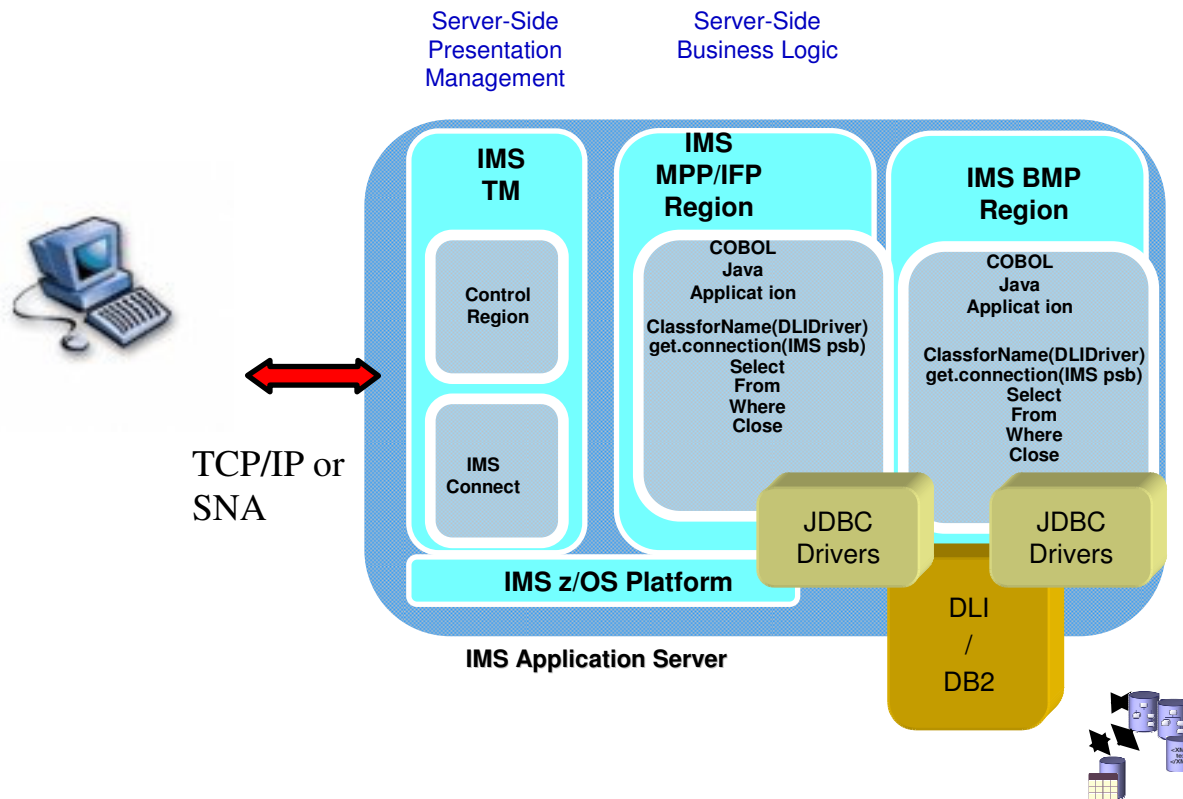 Server-Side
Presentation
Management
Server-Side
Business Logic
IMS
TM
Control
Region
IMS
Connect
IMS
MPP/IFP
Region
COBOL
Java
Applicat ion
ClassforName(DLIDriver)
get.connection(IMS psb)
Select
From
Where
Close
IMS BMP
Region
COBOL
Java
Applicat ion
ClassforName(DLIDriver)
get.connection(IMS psb)
Select
From
Where
Close
TCP/IP or
SNA
JDBC
Drivers
JDBC
Drivers
IMS z/OS Platform
DLI
/
DB2
IMS Application Server